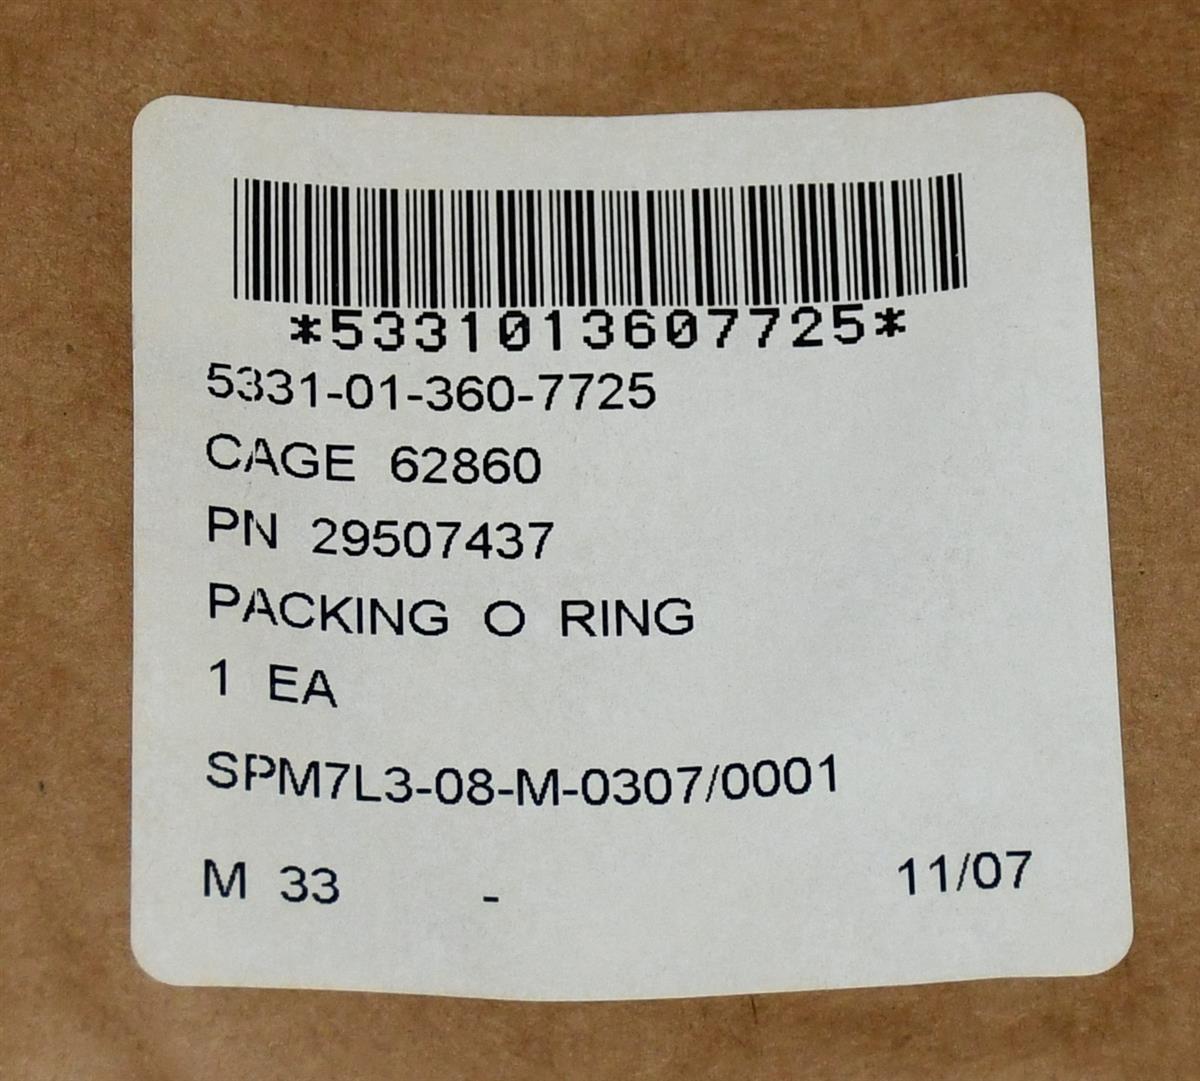 *5331013607725*
5331-01-360-7725
CAGE 62860
PN 29507437
PACKING O RING
1 EA
SPM7L3-08-M-0307/0001
M 33 - 11/07